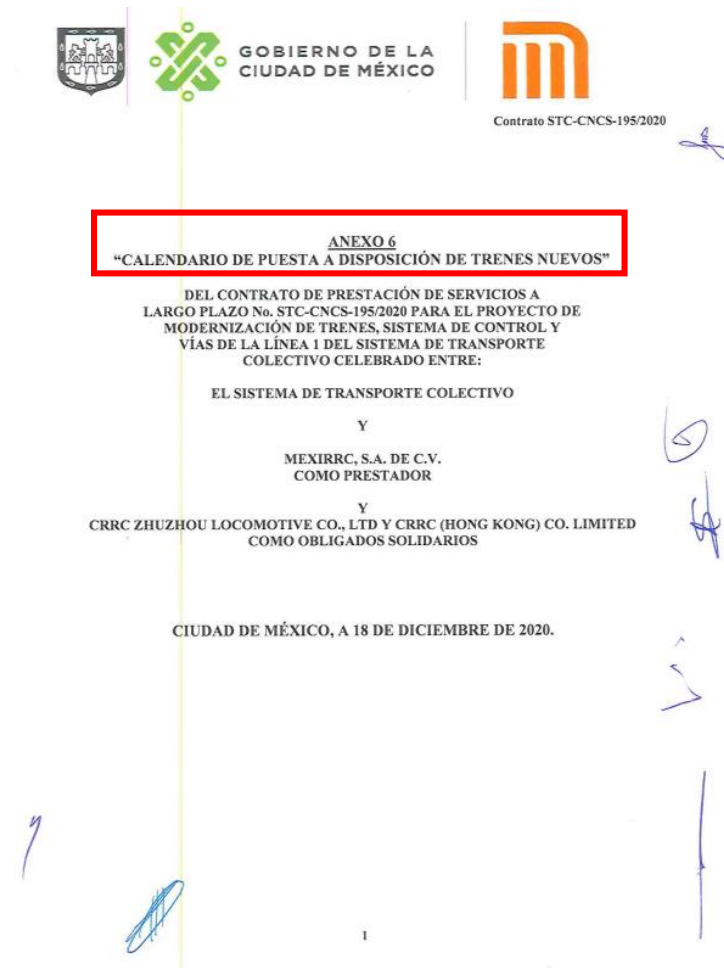 GOBIERNO DE LA
CIUDAD DE MÉXICO
Contrato STC-CNCS-195/2020
ANEXO 6
“CALENDARIO DE PUESTA A DISPOSICIÓN DE TRENES NUEVOS”
DEL CONTRATO DE PRESTACIÓN DE SERVICIOS A
LARGO PLAZO No. STC-CNCS-195/2020 PARA EL PROYECTO DE
MODERNIZACIÓN DE TRENES, SISTEMA DE CONTROL Y
VÍAS DE LA LÍNEA 1 DEL SISTEMA DE TRANSPORTE
COLECTIVO CELEBRADO ENTRE:
EL SISTEMA DE TRANSPORTE COLECTIVO
Y
MEXIRRC, S.A. DE C.V.
COMO PRESTADOR
Y
CRRC ZHUZHOU LOCOMOTIVE CO., LTD Y CRRC (HONG KONG) CO. LIMITED
COMO OBLIGADOS SOLIDARIOS
CIUDAD DE MÉXICO, A 18 DE DICIEMBRE DE 2020.
1